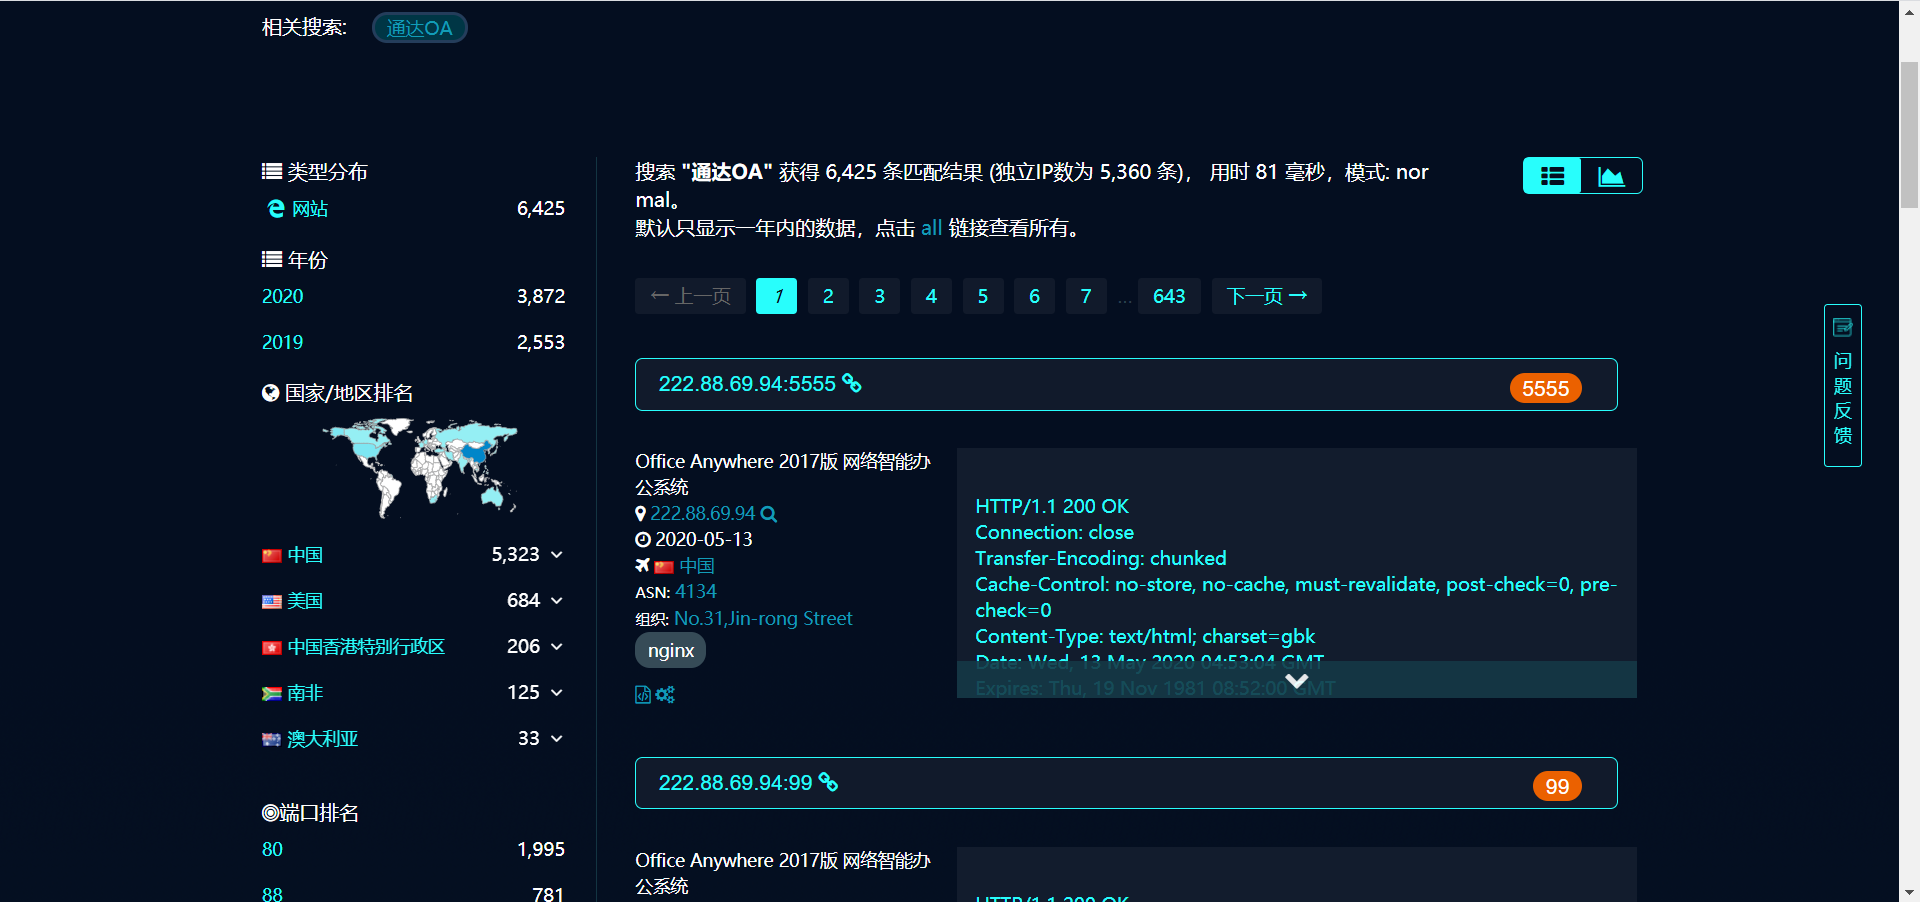 相关搜索: 通达OA
类型分布
网站 6,425
年份
2020 3,872
2019 2,553
国家/地区排名
中国 5,323
美国 684
中国香港特别行政区 206
南非 125
澳大利亚 33
端口排名
80 1,995
88 781
搜索 "通达OA" 获得 6,425 条匹配结果 (独立IP数为 5,360 条)， 用时 81 毫秒，模式: nor
mal。
默认只显示一年内的数据，点击 all 链接查看所有。
← 上一页 1 2 3 4 5 6 7 ... 643 下一页 →
222.88.69.94:5555 5555
Office Anywhere 2017版 网络智能办
公系统
222.88.69.94
2020-05-13
中国
ASN: 4134
组织: No.31,Jin-rong Street
nginx
HTTP/1.1 200 OK
Connection: close
Transfer-Encoding: chunked
Cache-Control: no-store, no-cache, must-revalidate, post-check=0, pre-
check=0
Content-Type: text/html; charset=gbk
Date: Wed, 13 May 2020 04:53:04 GMT
Expires: Thu, 19 Nov 1981 08:52:00 GMT
222.88.69.94:99 99
Office Anywhere 2017版 网络智能办
公系统
HTTP/1.1 200 OK
问
题
反
馈